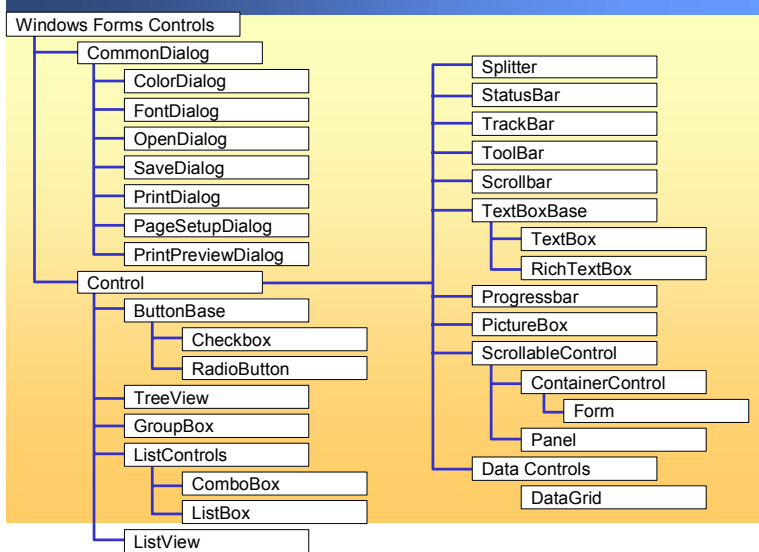 Windows Forms Controls
CommonDialog
ColorDialog
FontDialog
OpenDialog
SaveDialog
PrintDialog
PageSetupDialog
PrintPreviewDialog
Control
ButtonBase
Checkbox
RadioButton
TreeView
GroupBox
ListControls
ComboBox
ListBox
ListView
Splitter
StatusBar
TrackBar
ToolBar
Scrollbar
TextBoxBase
TextBox
RichTextBox
Progressbar
PictureBox
ScrollableControl
ContainerControl
Form
Panel
Data Controls
DataGrid